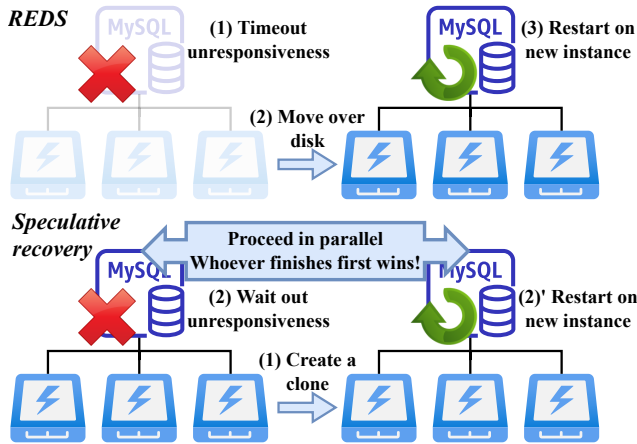 REDS
MySQL
(1) Timeout
unresponsiveness
(2) Move over
disk
MySQL
(3) Restart on
new instance
Speculative
recovery
Proceed in parallel
Whoever finishes first wins!
MySQL
(2) Wait out
unresponsiveness
(1) Create a
clone
MySQL
(2)' Restart on
new instance